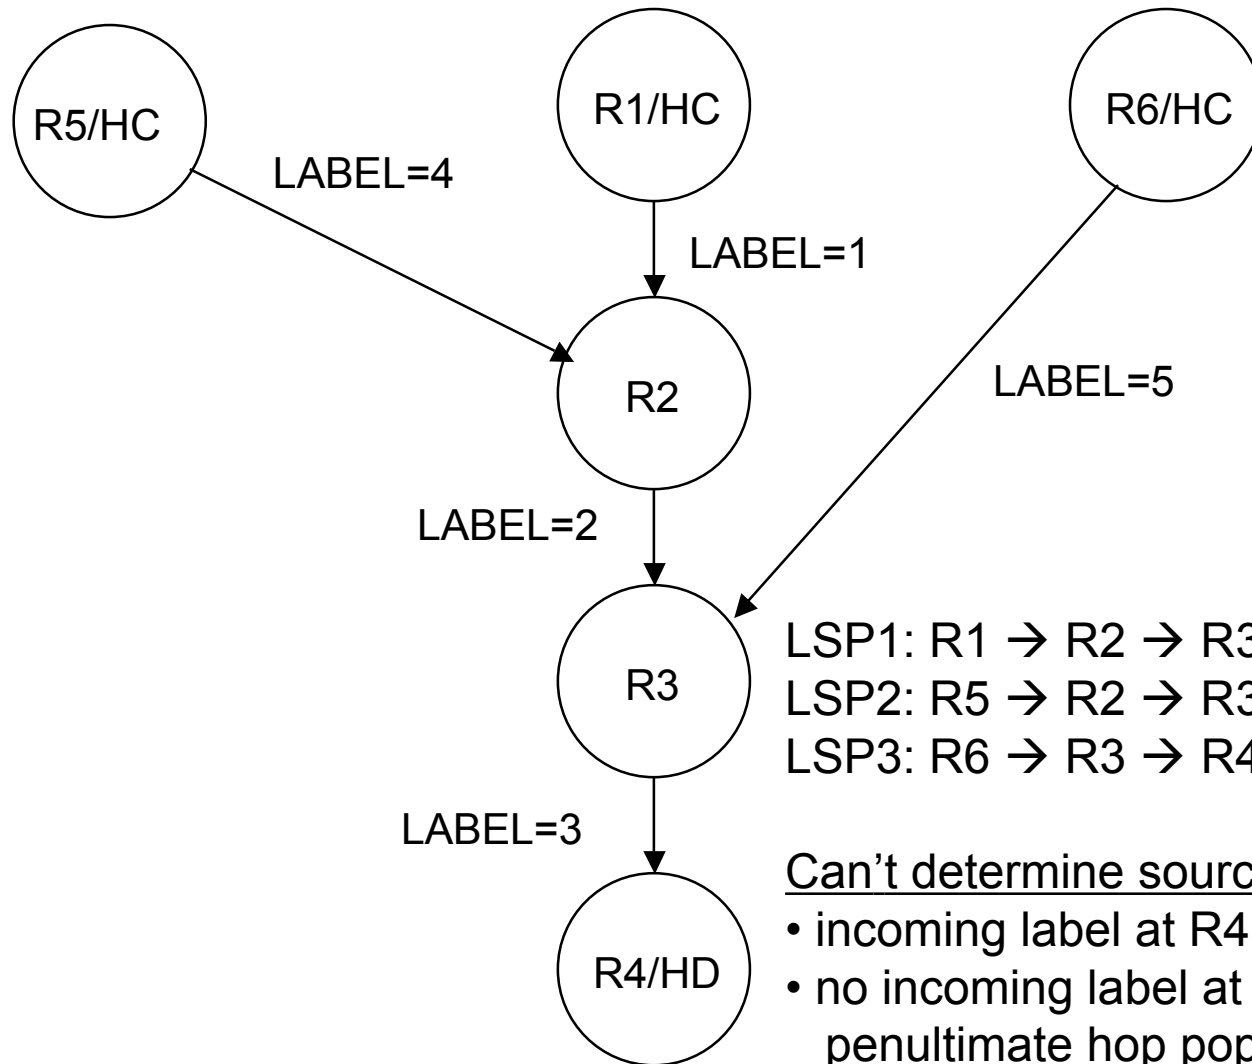 R5/HC
R1/HC
R6/HC
LABEL=4
LABEL=1
R2
LABEL=5
LABEL=2
R3
LSP1: R1 → R2 → R3
LSP2: R5 → R2 → R3
LSP3: R6 → R3 → R4
LABEL=3
Can't determine sourc
• incoming label at R4
• no incoming label at
penultimate hop pop
R4/HD